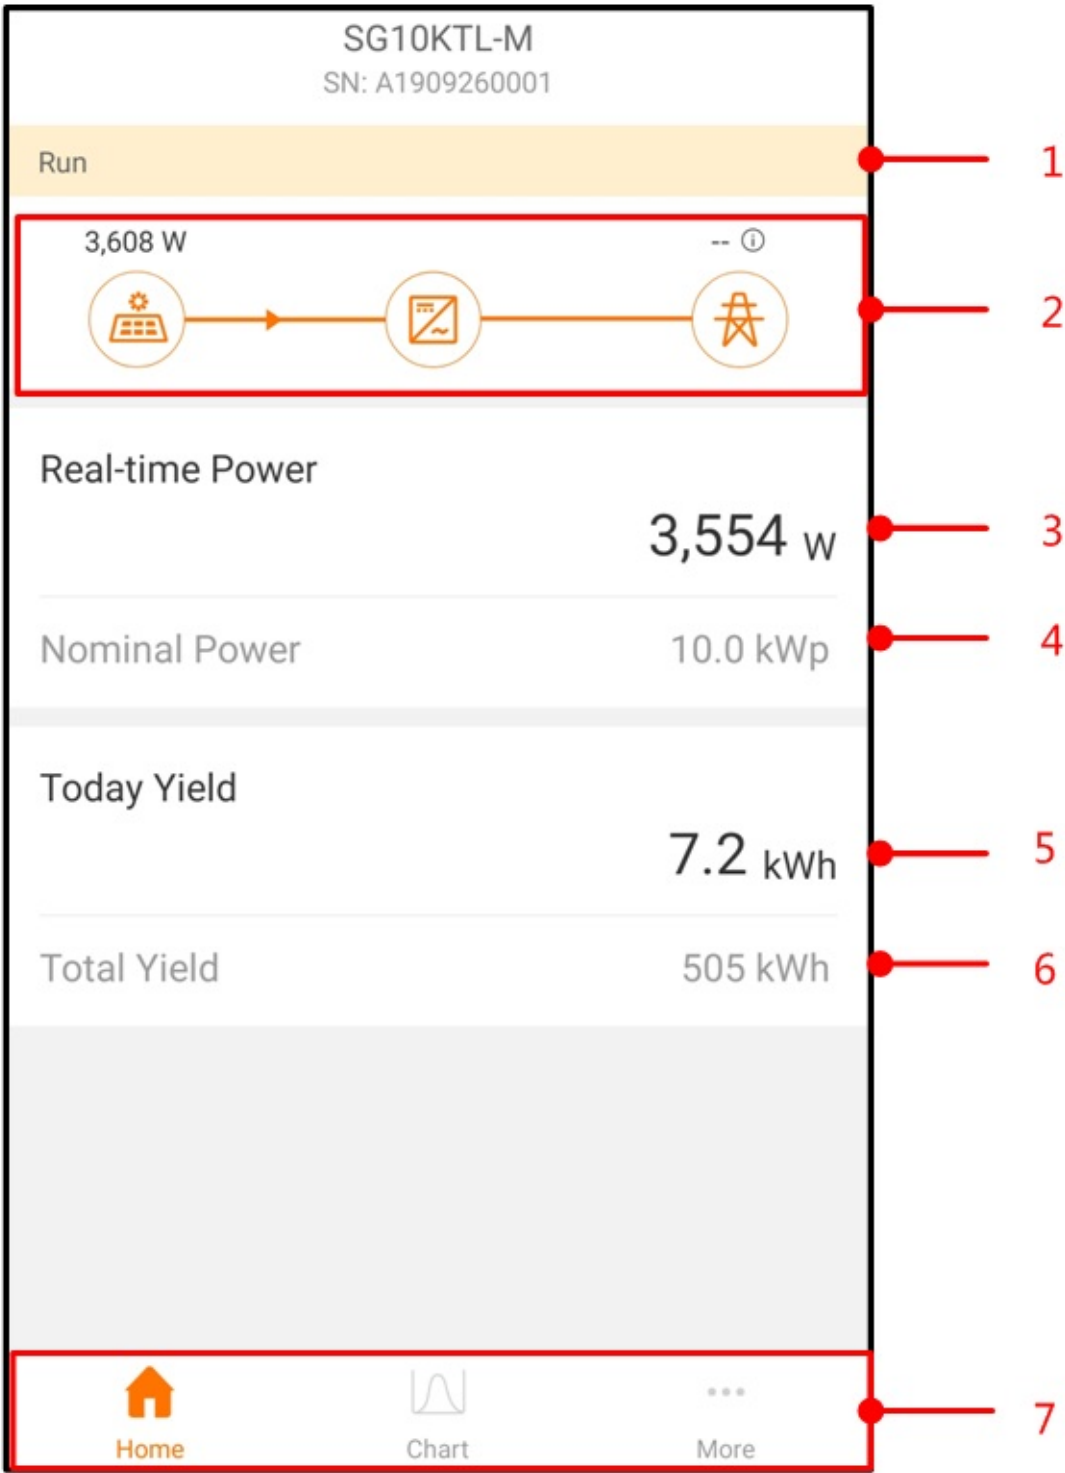 SG10KTL-M
SN: A1909260001
Run
1
3,608 W
--
2
Real-time Power
3,554 W
3
Nominal Power 10.0 kWp
4
Today Yield
7.2 kWh
5
Total Yield 505 kWh
6
Home Chart More
7